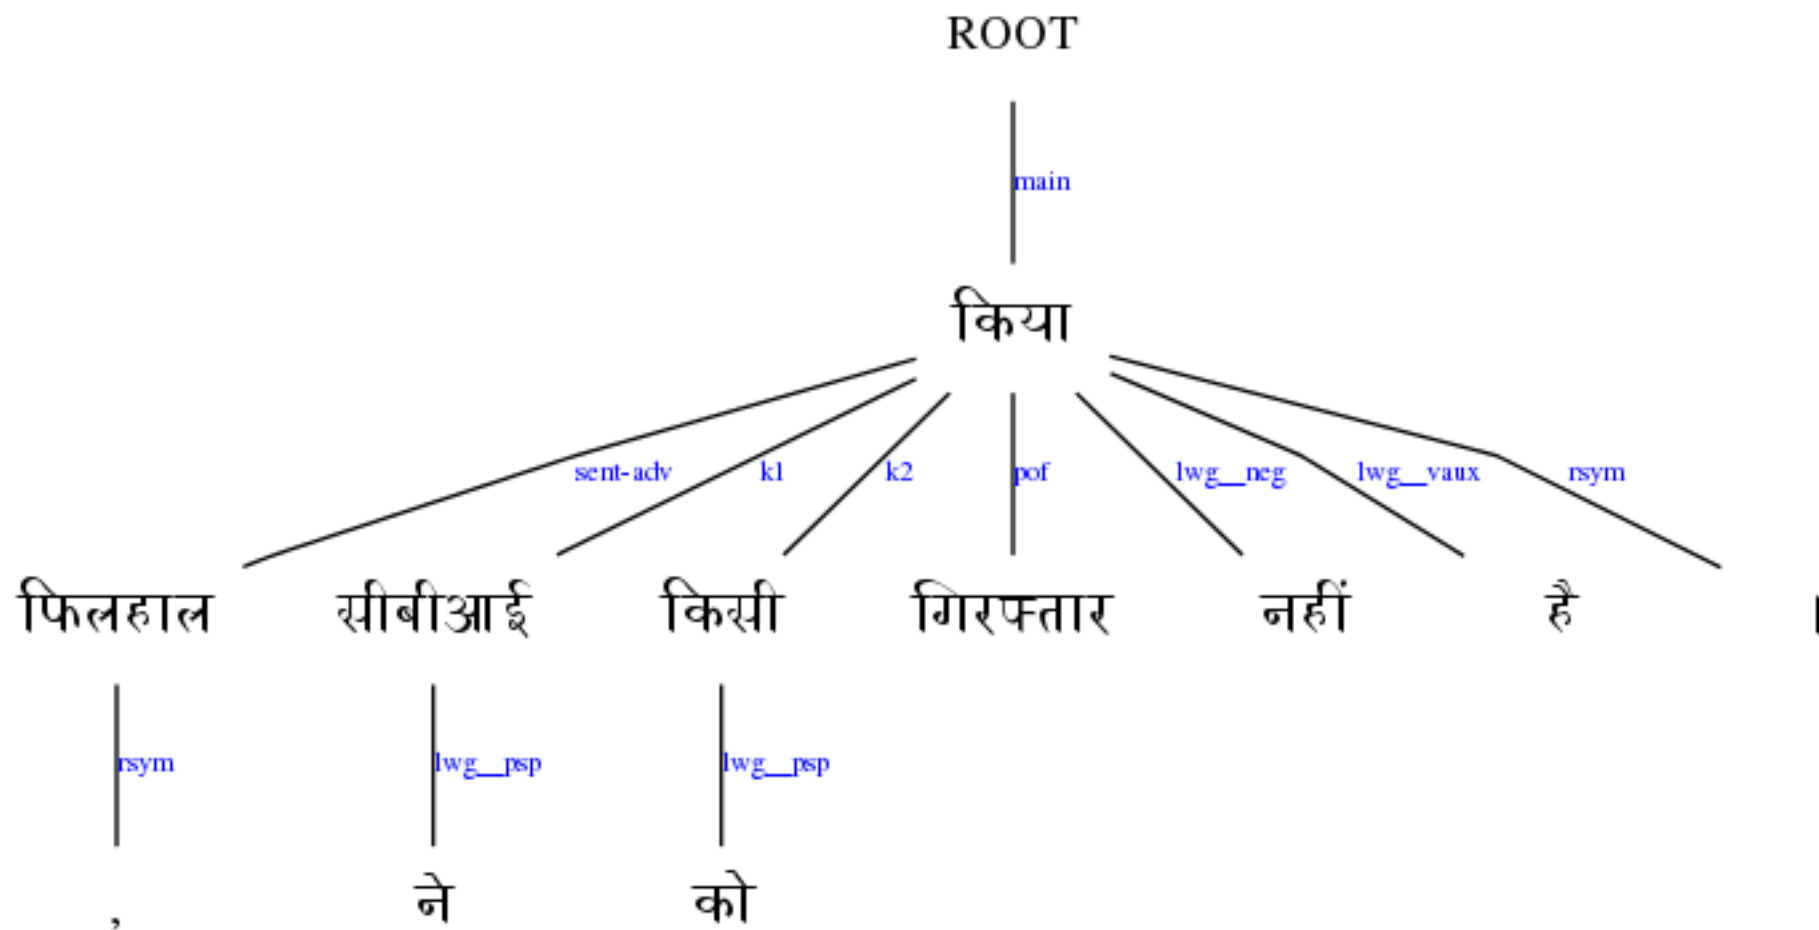 ROOT
main
किया
sent-adv k1 k2 pof lwg__neg lwg__vaux rsym
फिलहाल सीबीआई किसी गिरफ्तार नहीं है ।
rsym lwg__psp lwg__psp
, ने को